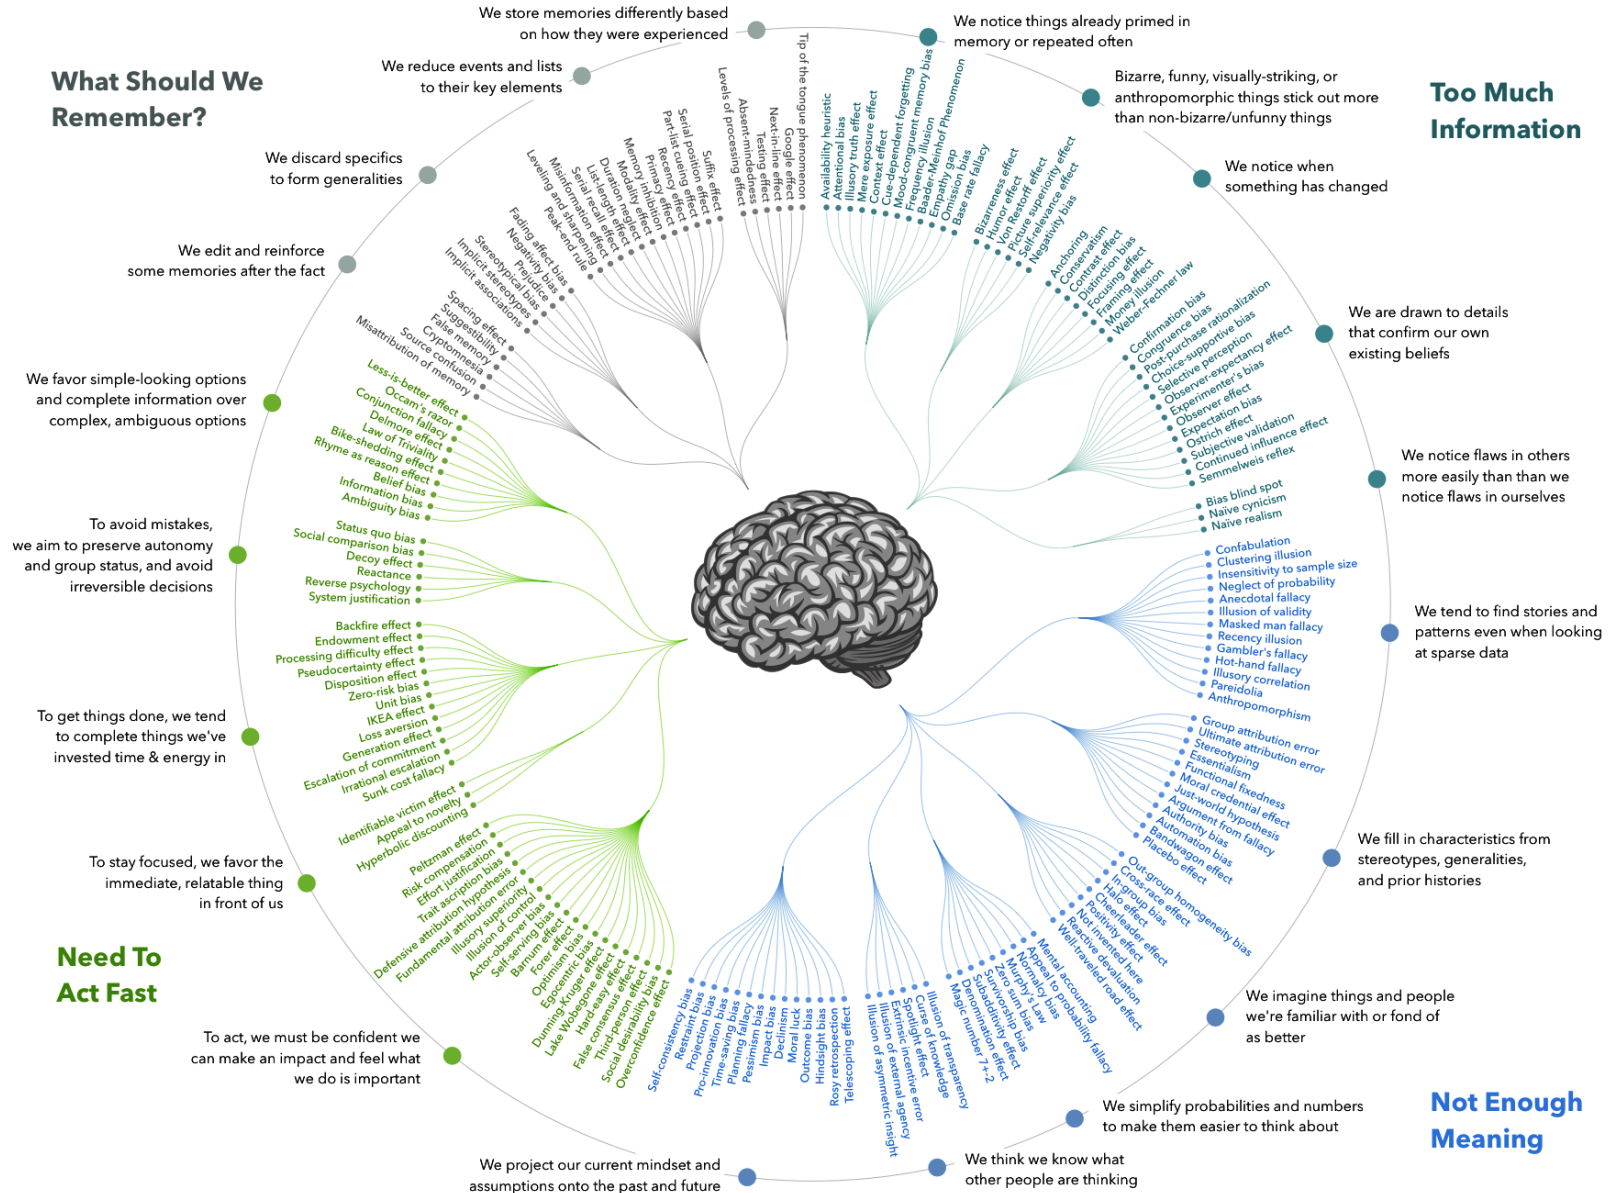 What Should We
Remember?
We store memories differently based
on how they were experienced
We reduce events and lists
to their key elements
We discard specifics
to form generalities
We edit and reinforce
some memories after the fact
Tip of the tongue phenomenon
Google effect
Next-in-line effect
Testing effect
Absent-mindedness
Levels of processing effect
Suffix effect
Serial position effect
Part-list cueing effect
Recency effect
Primacy effect
Memory inhibition
Modality effect
Duration neglect
List-length effect
Serial recall effect
Misinformation effect
Leveling and sharpening
Peak-end rule
Fading affect bias
Negativity bias
Prejudice
Stereotypical bias
Implicit stereotypes
Implicit associations
Spacing effect
Suggestibility
False memory
Cryptomnesia
Source confusion
Misattribution of memory
Too Much
Information
We notice things already primed in
memory or repeated often
Bizarre, funny, visually-striking, or
anthropomorphic things stick out more
than non-bizarre/unfunny things
We notice when
something has changed
We are drawn to details
that confirm our own
existing beliefs
We notice flaws in others
more easily than than we
notice flaws in ourselves
Availability heuristic
Attentional bias
Illusory truth effect
Mere exposure effect
Context effect
Cue-dependent forgetting
Mood-congruent memory bias
Frequency illusion
Baader-Meinhof Phenomenon
Empathy gap
Omission bias
Base rate fallacy
Bizarreness effect
Humor effect
Von Restorff effect
Picture superiority effect
Self-relevance effect
Negativity bias
Anchoring
Conservatism
Contrast effect
Distinction bias
Focusing effect
Framing effect
Money illusion
Weber–Fechner law
Confirmation bias
Congruence bias
Post-purchase rationalization
Choice-supportive bias
Selective perception
Observer-expectancy effect
Experimenter's bias
Observer effect
Expectation bias
Ostrich effect
Subjective validation
Continued influence effect
Semmelweis reflex
Bias blind spot
Naïve cynicism
Naïve realism
Not Enough
Meaning
We tend to find stories and
patterns even when looking
at sparse data
We fill in characteristics from
stereotypes, generalities,
and prior histories
We imagine things and people
we're familiar with or fond of
as better
We simplify probabilities and numbers
to make them easier to think about
We think we know what
other people are thinking
We project our current mindset and
assumptions onto the past and future
Confabulation
Clustering illusion
Insensitivity to sample size
Neglect of probability
Anecdotal fallacy
Illusion of validity
Masked man fallacy
Recency illusion
Gambler's fallacy
Hot-hand fallacy
Illusory correlation
Pareidolia
Anthropomorphism
Group attribution error
Ultimate attribution error
Stereotyping
Essentialism
Functional fixedness
Moral credential effect
Just-world hypothesis
Argument from fallacy
Authority bias
Automation bias
Bandwagon effect
Placebo effect
Out-group homogeneity bias
Cross-race effect
In-group bias
Halo effect
Cheerleader effect
Positivity effect
Not invented here
Reactive devaluation
Well-traveled road effect
Mental accounting
Appeal to probability fallacy
Normalcy bias
Murphy's Law
Zero sum bias
Survivorship bias
Subadditivity effect
Denomination effect
Magic number 7+-2
Illusion of transparency
Curse of knowledge
Spotlight effect
Extrinsic incentive error
Illusion of external agency
Illusion of asymmetric insight
Telescoping effect
Rosy retrospection
Hindsight bias
Outcome bias
Moral luck
Declinism
Impact bias
Pessimism bias
Planning fallacy
Time-saving bias
Pro-innovation bias
Projection bias
Restraint bias
Self-consistency bias
Need To
Act Fast
We favor simple-looking options
and complete information over
complex, ambiguous options
To avoid mistakes,
we aim to preserve autonomy
and group status, and avoid
irreversible decisions
To get things done, we tend
to complete things we've
invested time & energy in
To stay focused, we favor the
immediate, relatable thing
in front of us
To act, we must be confident we
can make an impact and feel what
we do is important
Less-is-better effect
Occam's razor
Conjunction fallacy
Delmore effect
Law of Triviality
Bike-shedding effect
Rhyme as reason effect
Belief bias
Information bias
Ambiguity bias
Status quo bias
Social comparison bias
Decoy effect
Reactance
Reverse psychology
System justification
Backfire effect
Endowment effect
Processing difficulty effect
Pseudocertainty effect
Disposition effect
Zero-risk bias
Unit bias
IKEA effect
Loss aversion
Generation effect
Escalation of commitment
Irrational escalation
Sunk cost fallacy
Identifiable victim effect
Appeal to novelty
Hyperbolic discounting
Peltzman effect
Risk compensation
Effort justification
Trait ascription bias
Defensive attribution hypothesis
Fundamental attribution error
Illusory superiority
Illusion of control
Actor-observer bias
Self-serving bias
Barnum effect
Forer effect
Optimism bias
Egocentric bias
Dunning-Kruger effect
Lake Wobegone effect
Hard-easy effect
False consensus effect
Third-person effect
Social desirability bias
Overconfidence effect